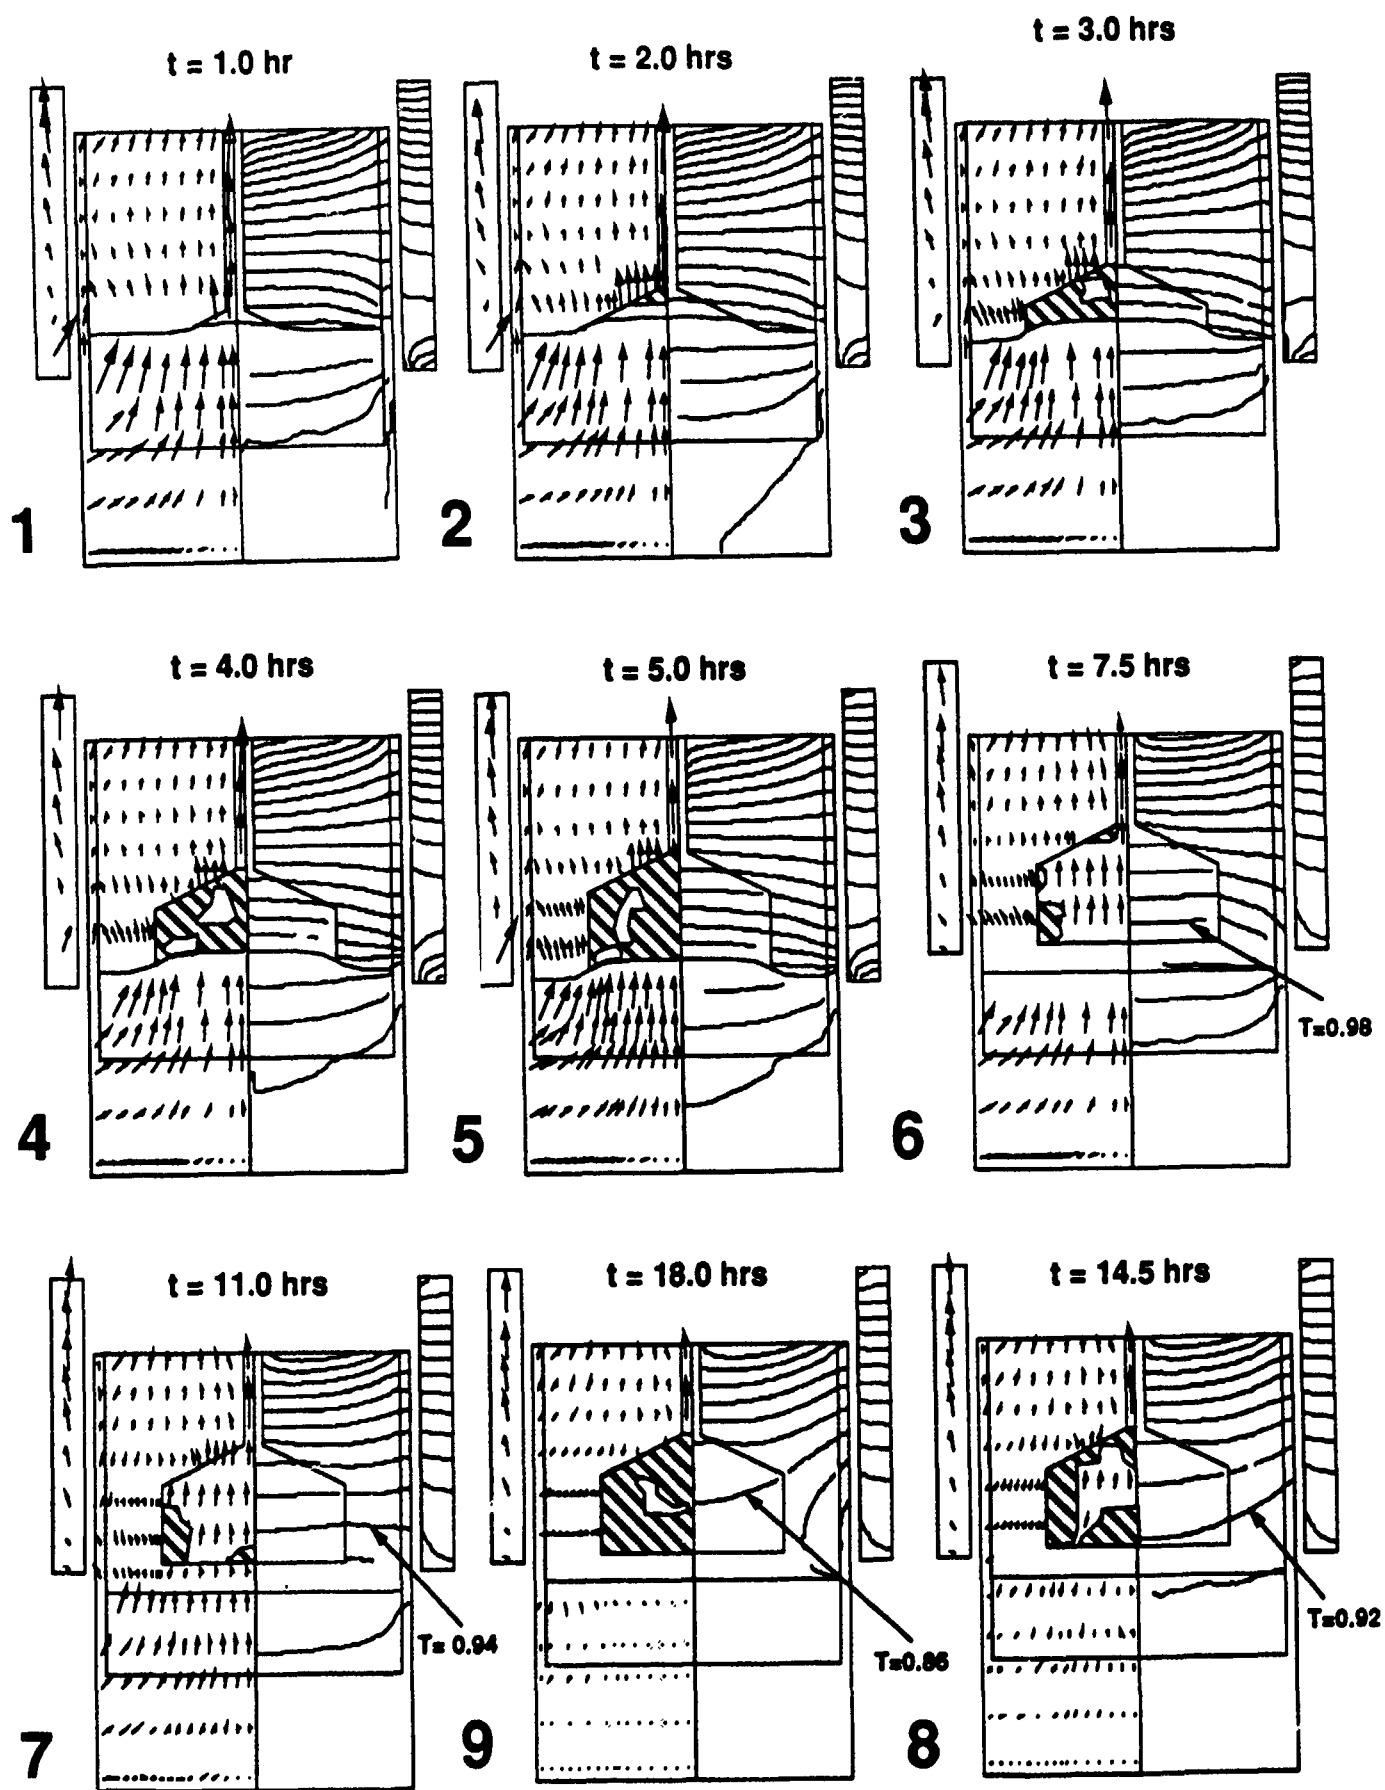 t = 1.0 hr
t = 2.0 hrs
t = 3.0 hrs
1
2
3
t = 4.0 hrs
t = 5.0 hrs
t = 7.5 hrs
T=0.98
4
5
6
t = 11.0 hrs
t = 18.0 hrs
t = 14.5 hrs
T= 0.94
T=0.86
T=0.92
7
9
8